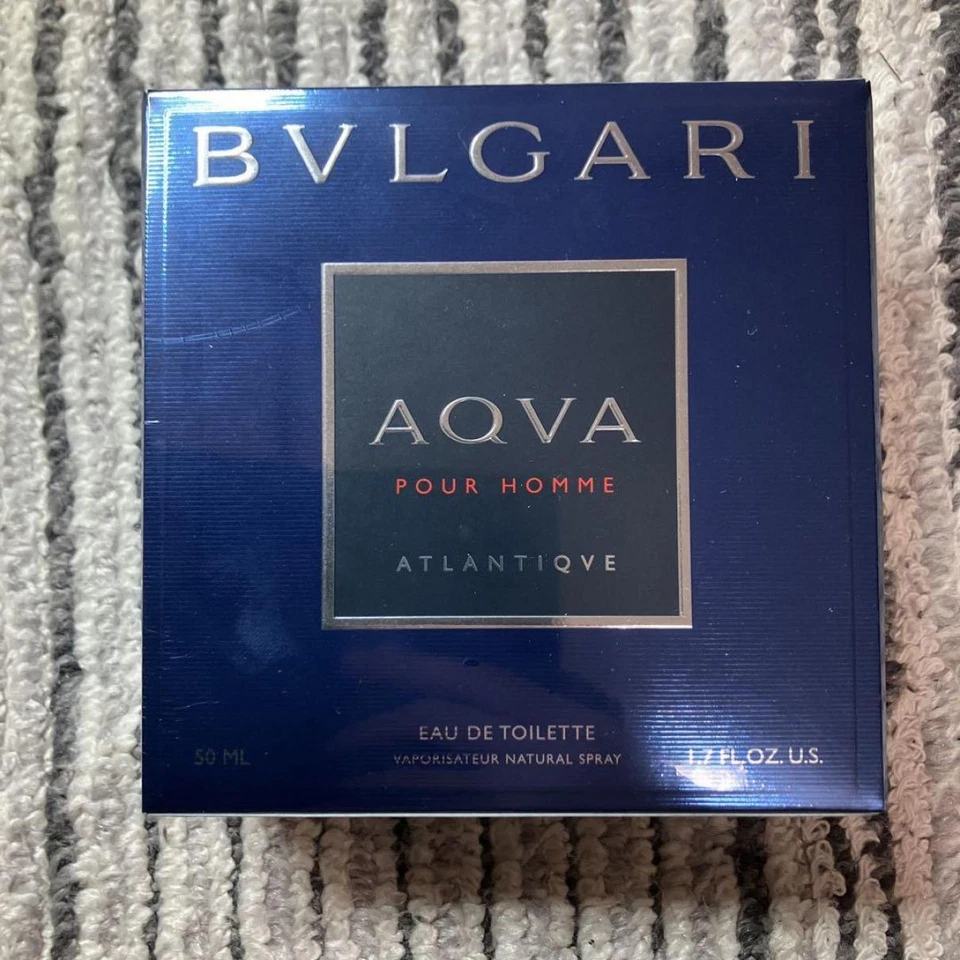 BVLGARI
AQVA
POUR HOMME
ATLANTIQVE
EAU DE TOILETTE
50 ML VAPORISATEUR NATURAL SPRAY 1.7 FL.OZ. U.S.